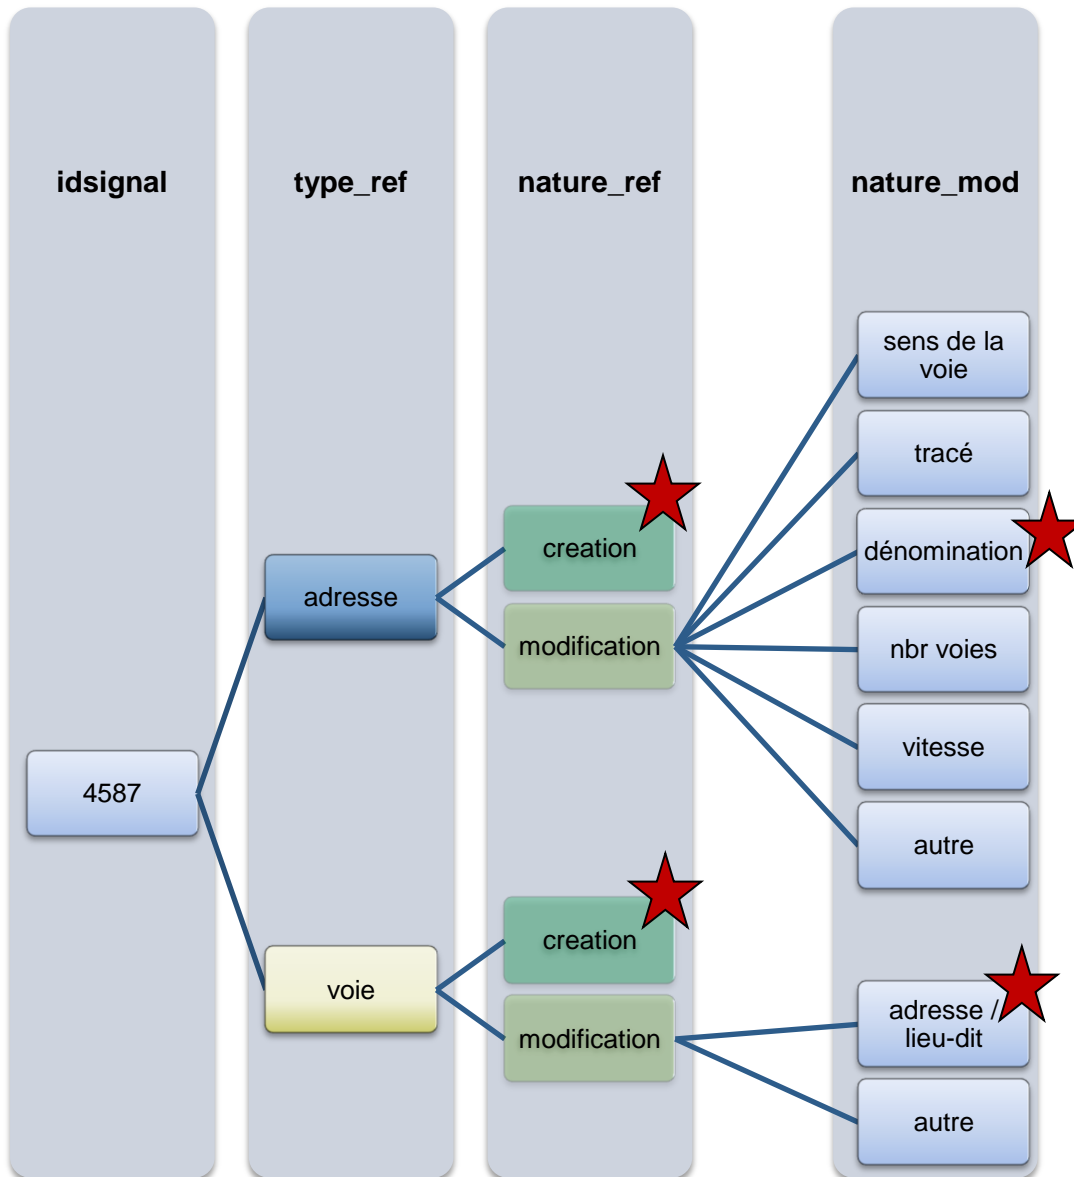 idsignal
type_ref
nature_ref
nature_mod
4587
adresse
voie
creation
modification
creation
modification
sens de la
voie
tracé
dénomination
nbr voies
vitesse
autre
adresse /
lieu-dit
autre